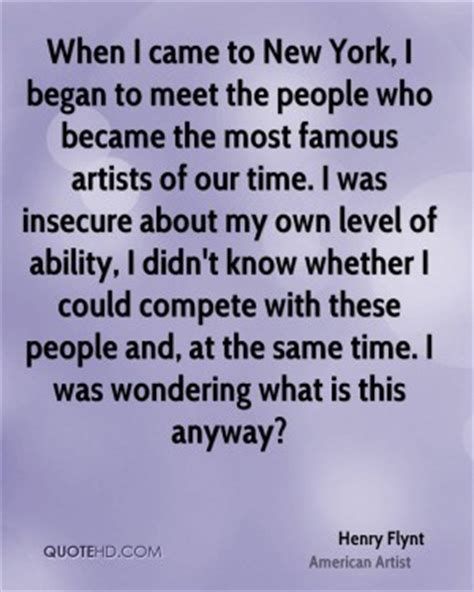 When I came to New York, I
began to meet the people who
became the most famous
artists of our time. I was
insecure about my own level of
ability, I didn't know whether I
could compete with these
people and, at the same time. I
was wondering what is this
anyway?
Henry Flynt
QUOTEHD.COM
American Artist